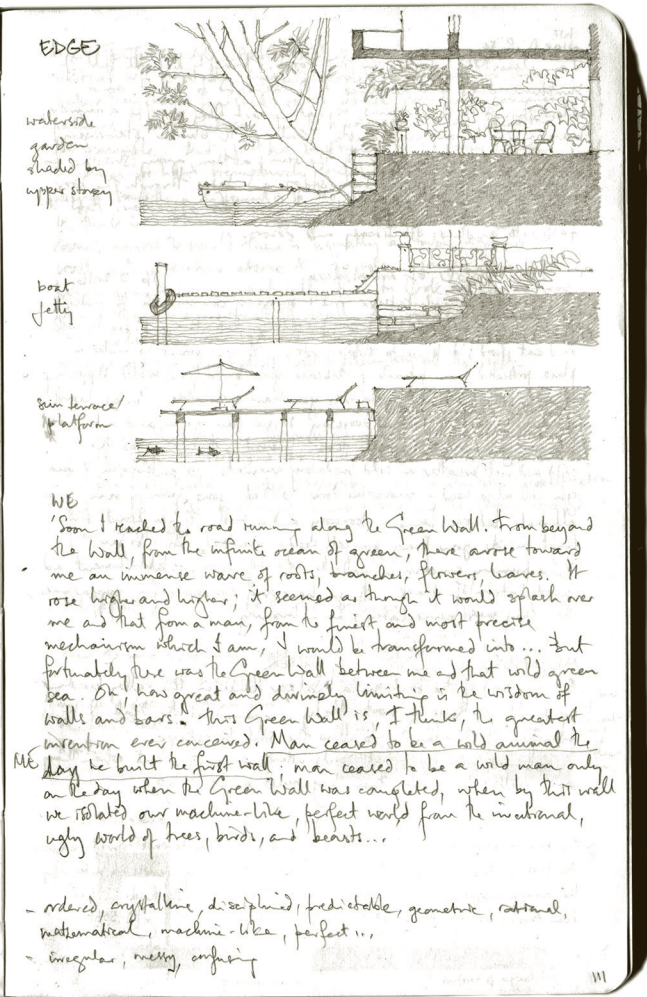 EDGE
waterside
garden
shaded by
upper storey
boat
jetty
sun terrace/
platform
WE
'Soon I reached the road running along the Green Wall. From beyond
the Wall, from the infinite ocean of green, there arose toward
me an immense wave of roots, branches, flowers, leaves. It
rose higher and higher; it seemed as though it would splash over
me and that from a man, from the finest and most precise
mechanism which I am, I would be transformed into... But
fortunately there was the Green Wall between me and that wild green
sea. Oh how great and divinely limiting is the wisdom of
walls and bars! This Green Wall is, I think, the greatest
invention ever conceived. Man ceased to be a wild animal the
ME day he built the first wall; man ceased to be a wild man only
on the day when the Green Wall was completed, when by this wall
we isolated our machine-like, perfect world from the irrational,
ugly world of trees, birds, and beasts...
- ordered, crystalline, disciplined, predictable, geometric, rational,
mathematical, machine-like, perfect...
- irregular, messy, confusing
111